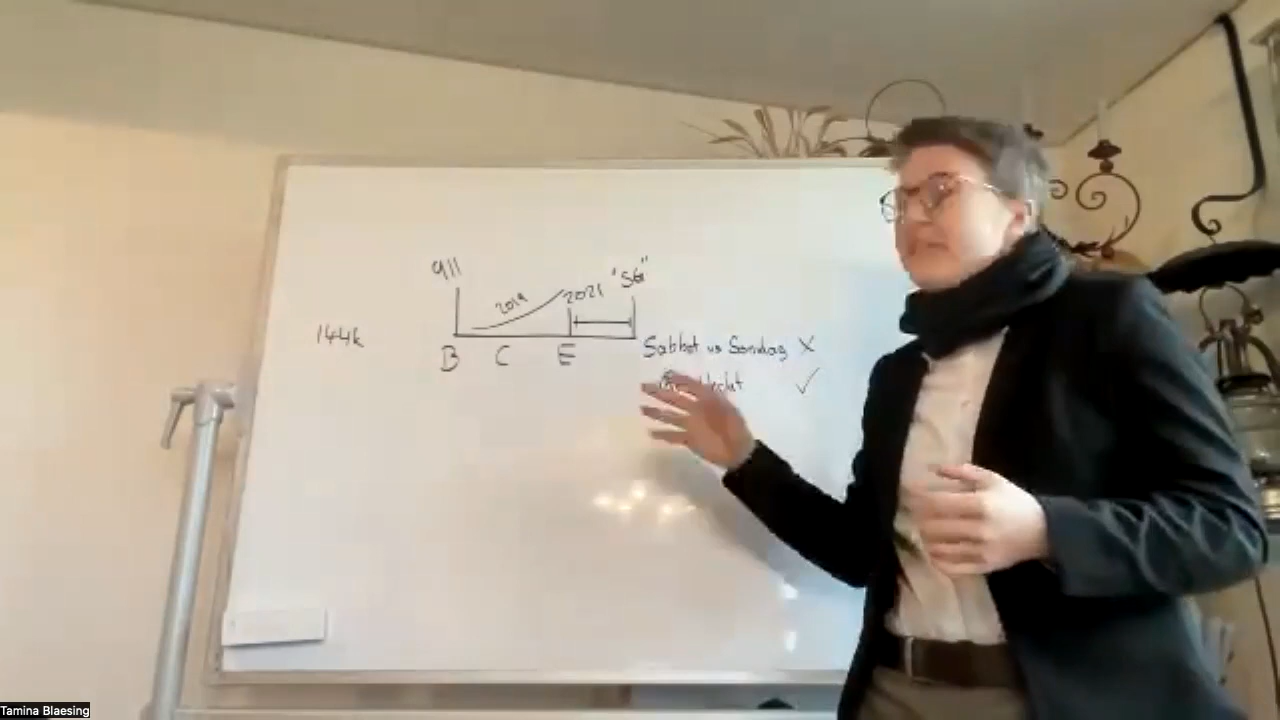 911
2019
2021 "SG"
144k
B C E
Sabbat vs Sonntag X
✓
Tamina Blaesing